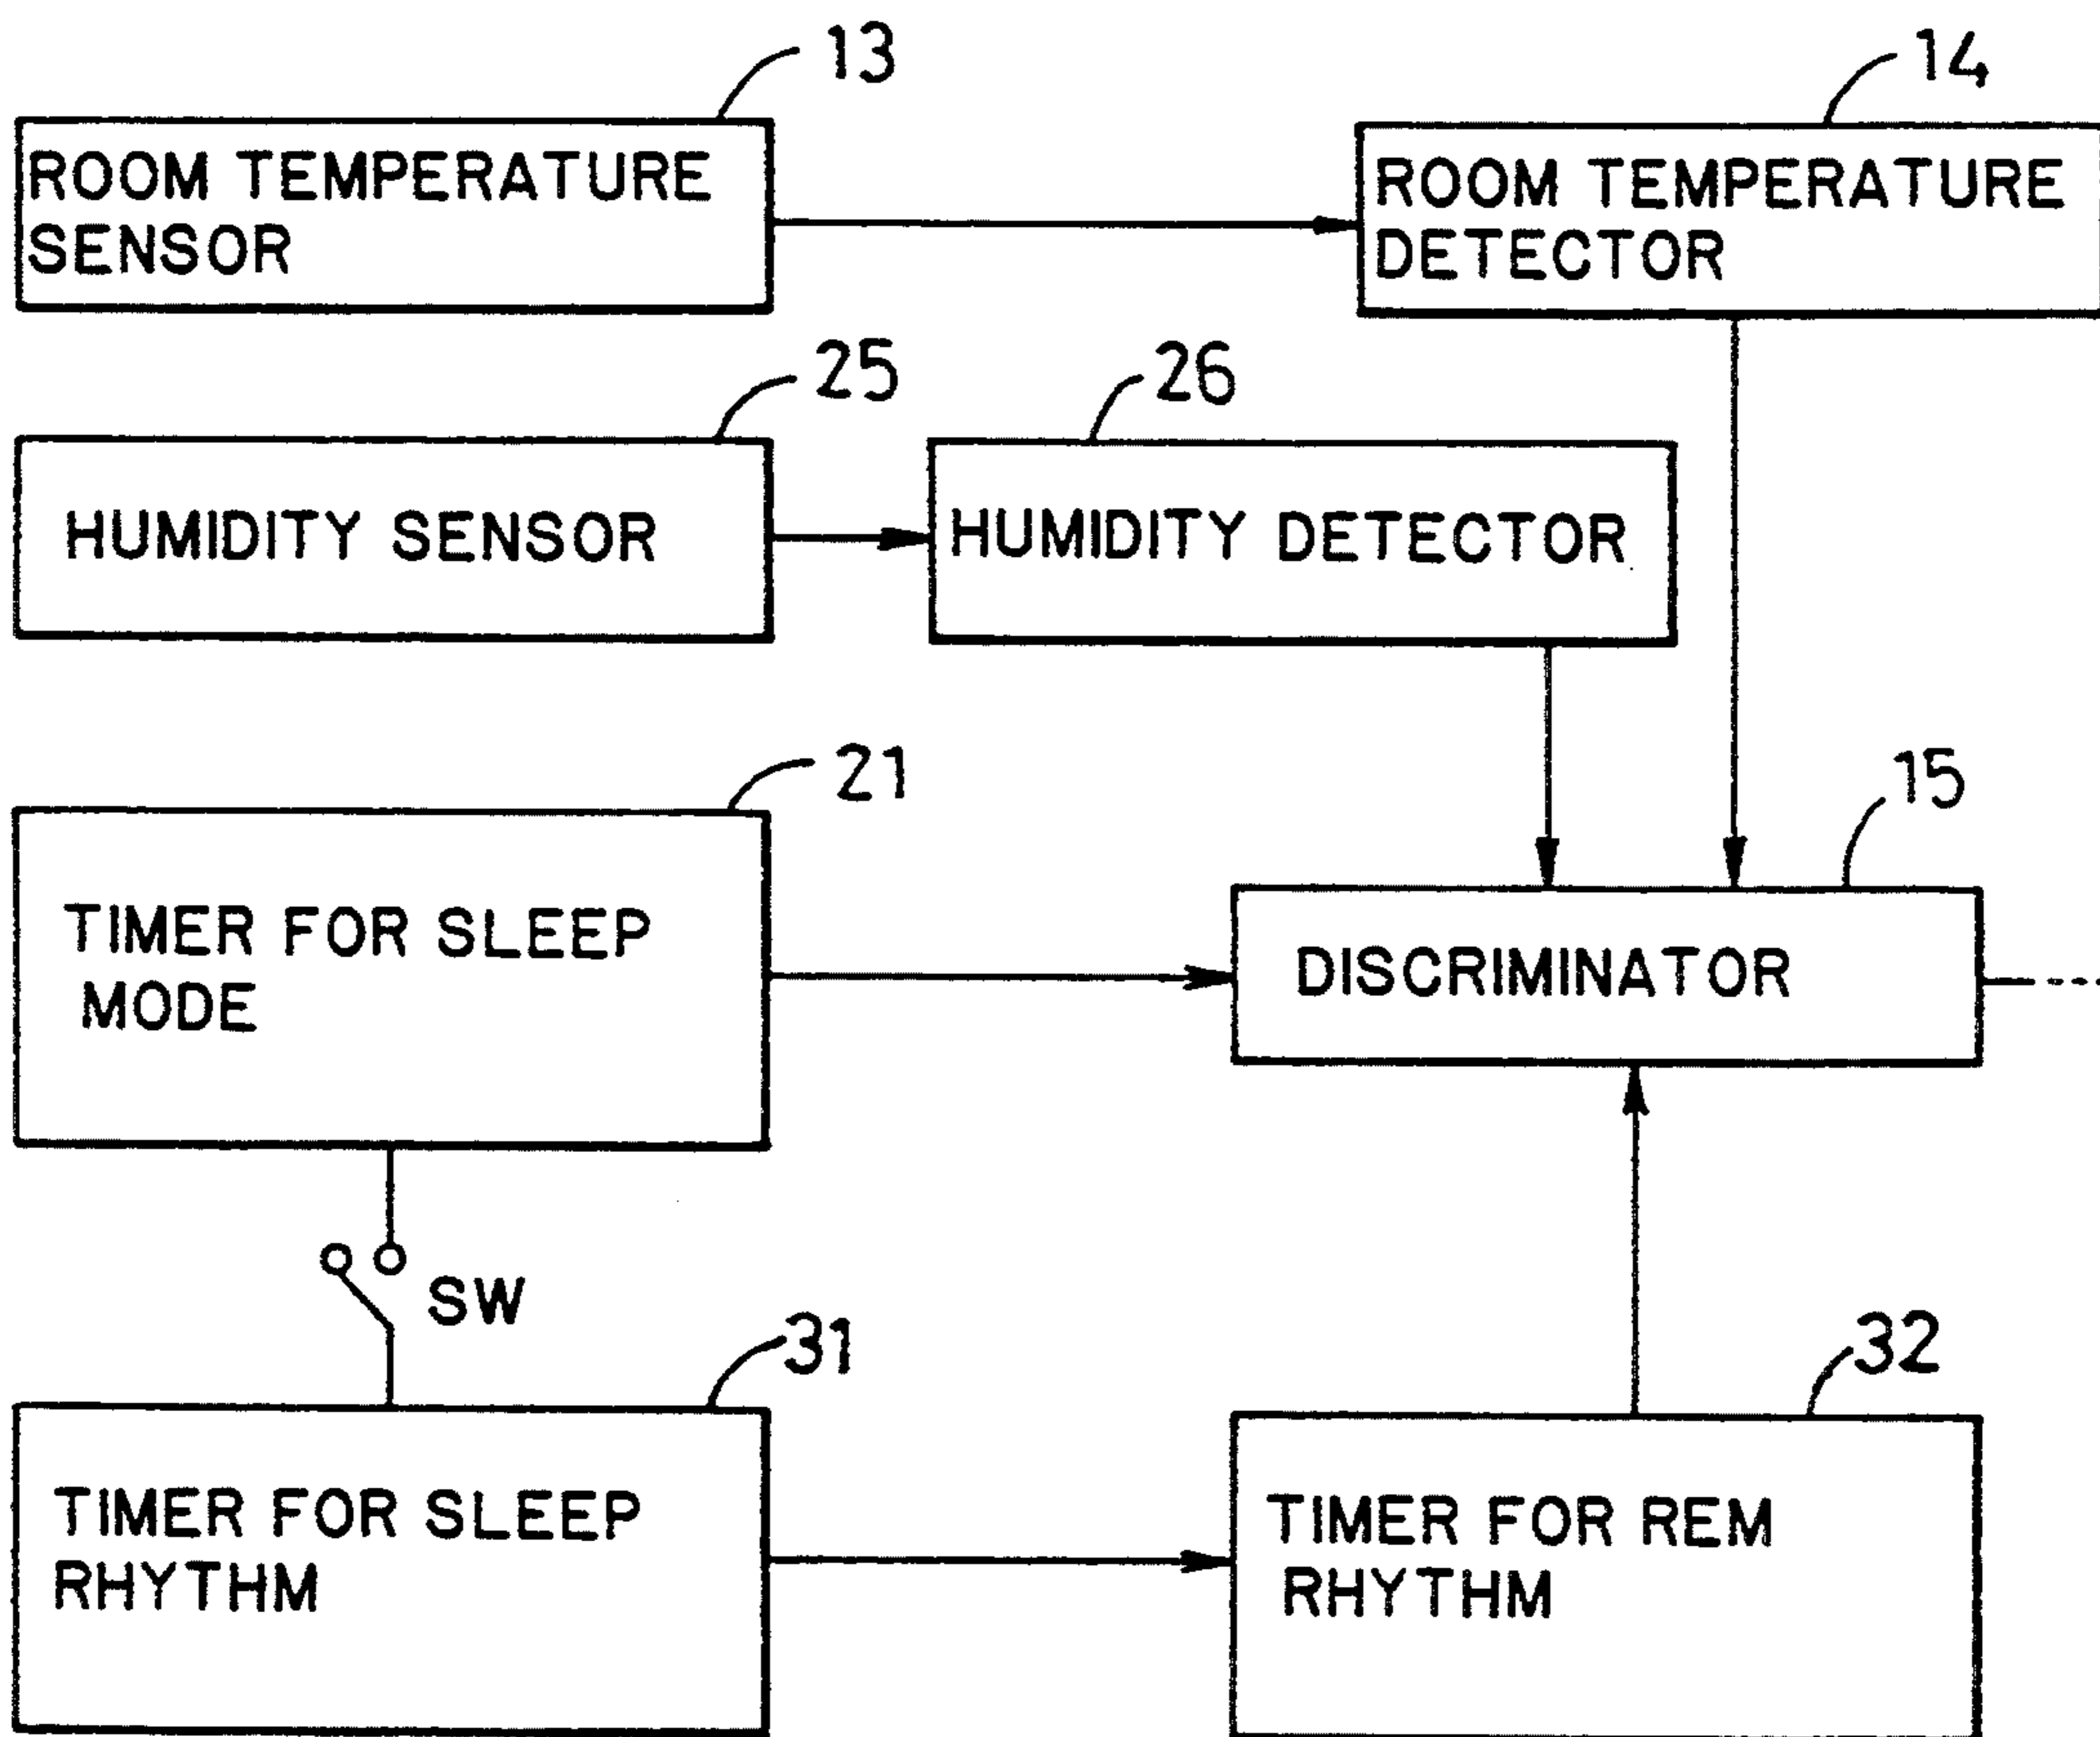 13
14
ROOM TEMPERATURE
SENSOR
ROOM TEMPERATURE
DETECTOR
25
26
HUMIDITY SENSOR
HUMIDITY DETECTOR
21
15
TIMER FOR SLEEP
MODE
DISCRIMINATOR
SW
31
32
TIMER FOR SLEEP
RHYTHM
TIMER FOR REM
RHYTHM